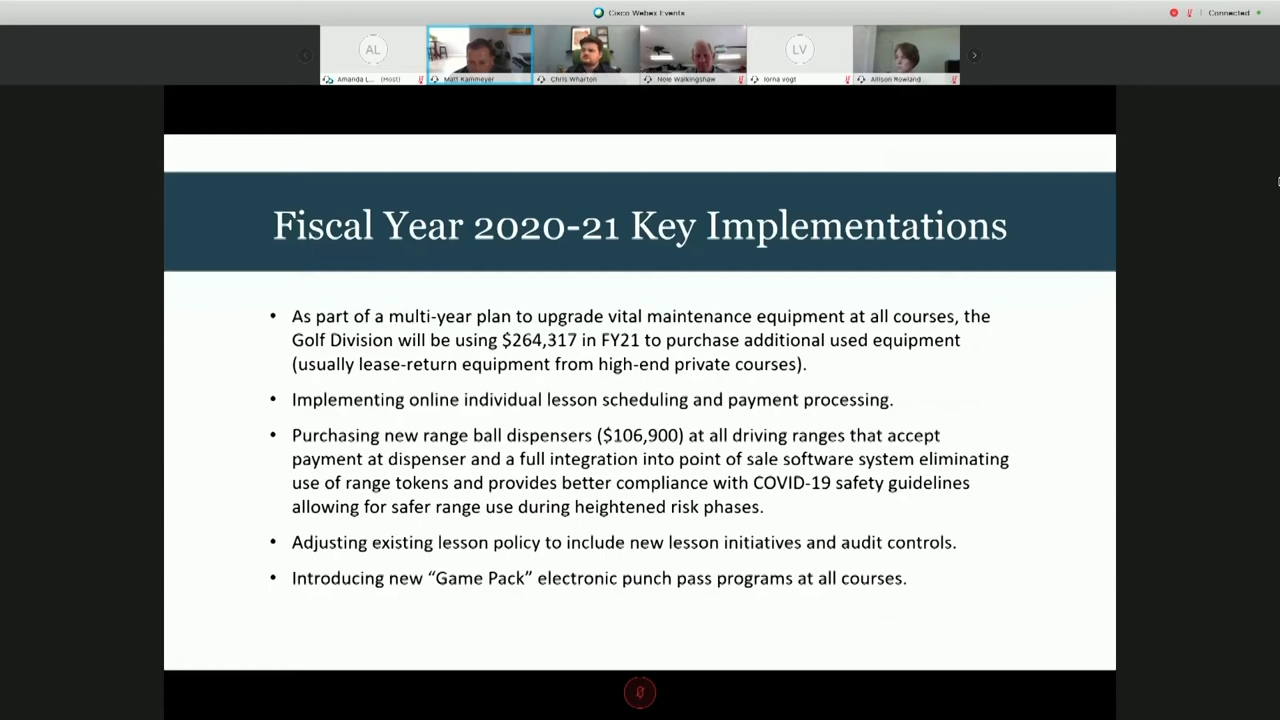 Cisco Webex Events
Connected
AL
LV
Amanda L... (Host)
Matt Kammeyer
Chris Wharton
Nole Walkingshaw
lorna vogt
Allison Rowland...
Fiscal Year 2020-21 Key Implementations
• As part of a multi-year plan to upgrade vital maintenance equipment at all courses, the
Golf Division will be using $264,317 in FY21 to purchase additional used equipment
(usually lease-return equipment from high-end private courses).
• Implementing online individual lesson scheduling and payment processing.
• Purchasing new range ball dispensers ($106,900) at all driving ranges that accept
payment at dispenser and a full integration into point of sale software system eliminating
use of range tokens and provides better compliance with COVID-19 safety guidelines
allowing for safer range use during heightened risk phases.
• Adjusting existing lesson policy to include new lesson initiatives and audit controls.
• Introducing new “Game Pack” electronic punch pass programs at all courses.